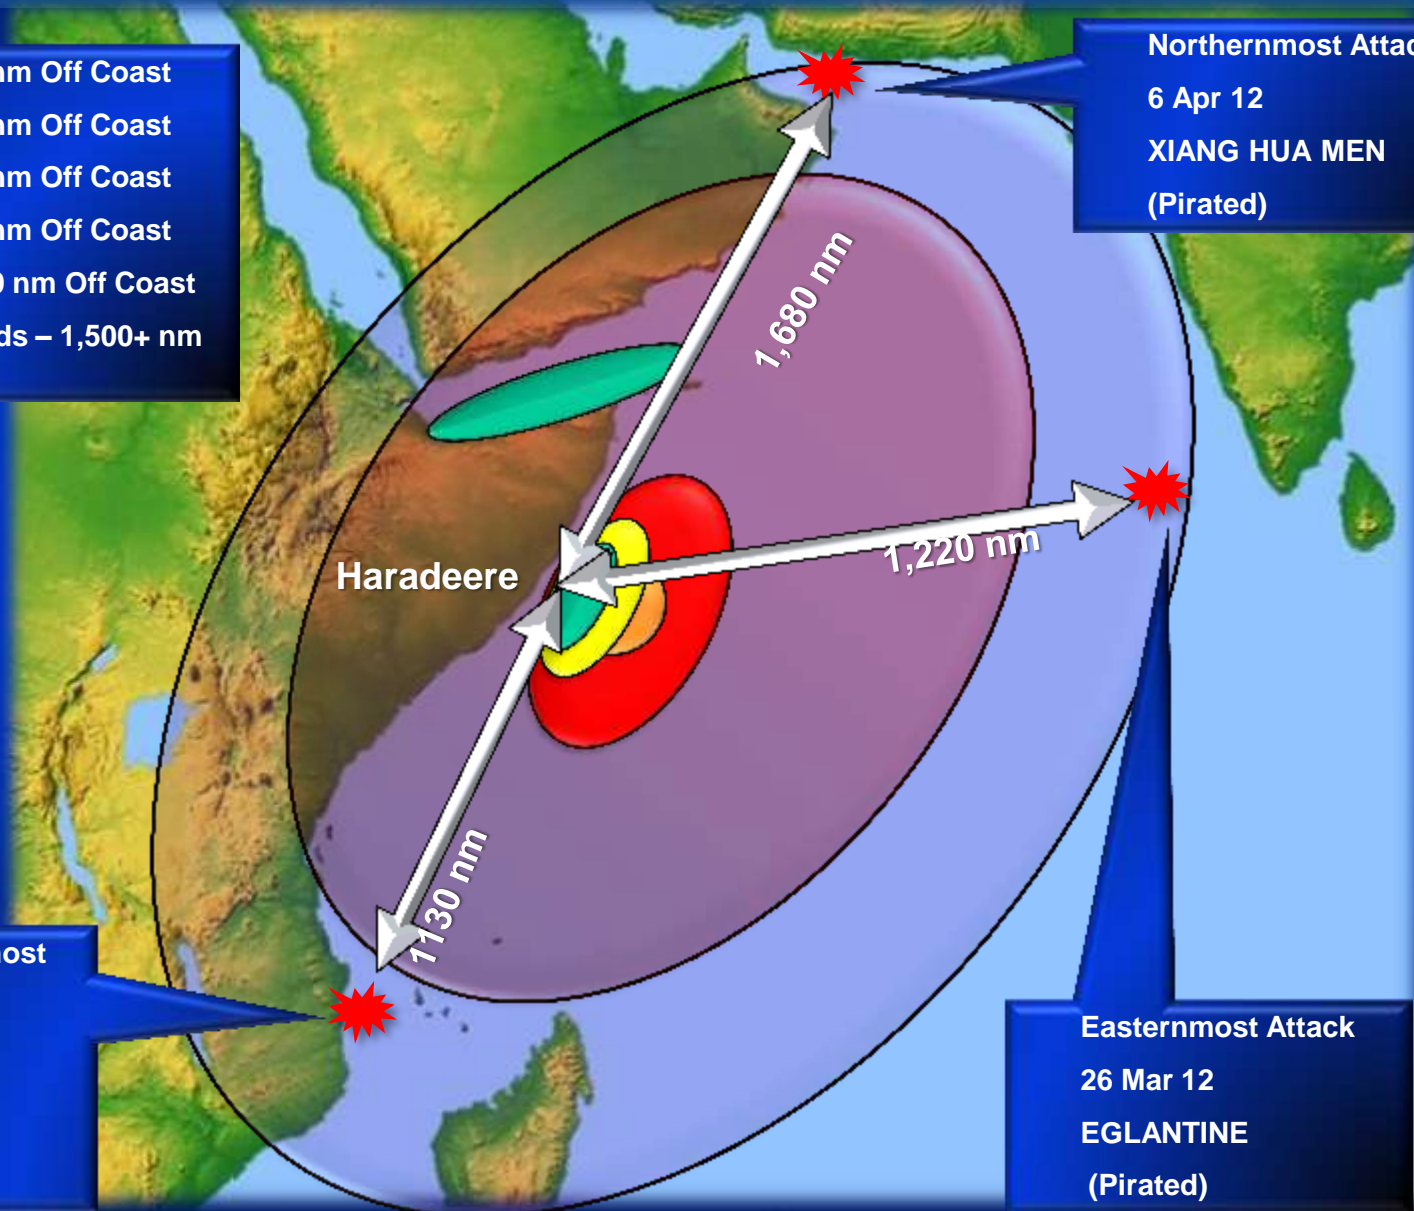 nm Off Coast
nm Off Coast
nm Off Coast
nm Off Coast
0 nm Off Coast
ds – 1,500+ nm
Northernmost Attac
6 Apr 12
XIANG HUA MEN
(Pirated)
1,680 nm
1,220 nm
Haradeere
1130 nm
ost
Easternmost Attack
26 Mar 12
EGLANTINE
(Pirated)